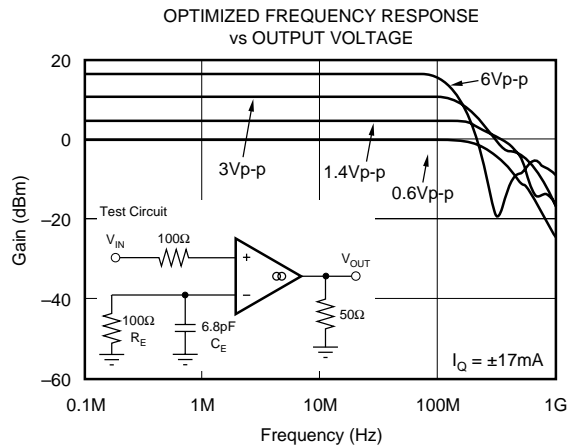 OPTIMIZED FREQUENCY RESPONSE
vs OUTPUT VOLTAGE
20
0
–20
–40
–60
Gain (dBm)
6Vp-p
3Vp-p
1.4Vp-p
0.6Vp-p
Test Circuit
V_IN
100Ω
+
–
V_OUT
100Ω
R_E
6.8pF
C_E
50Ω
I_Q = ±17mA
0.1M 1M 10M 100M 1G
Frequency (Hz)